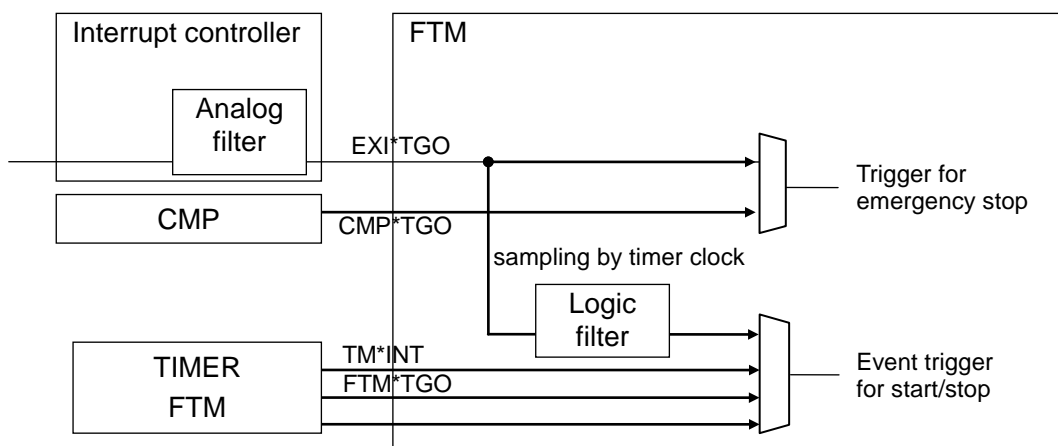 Interrupt controller
FTM
Analog
filter
EXI*TGO
Trigger for
emergency stop
CMP
CMP*TGO
sampling by timer clock
Logic
filter
TIMER
FTM
TM*INT
FTM*TGO
Event trigger
for start/stop